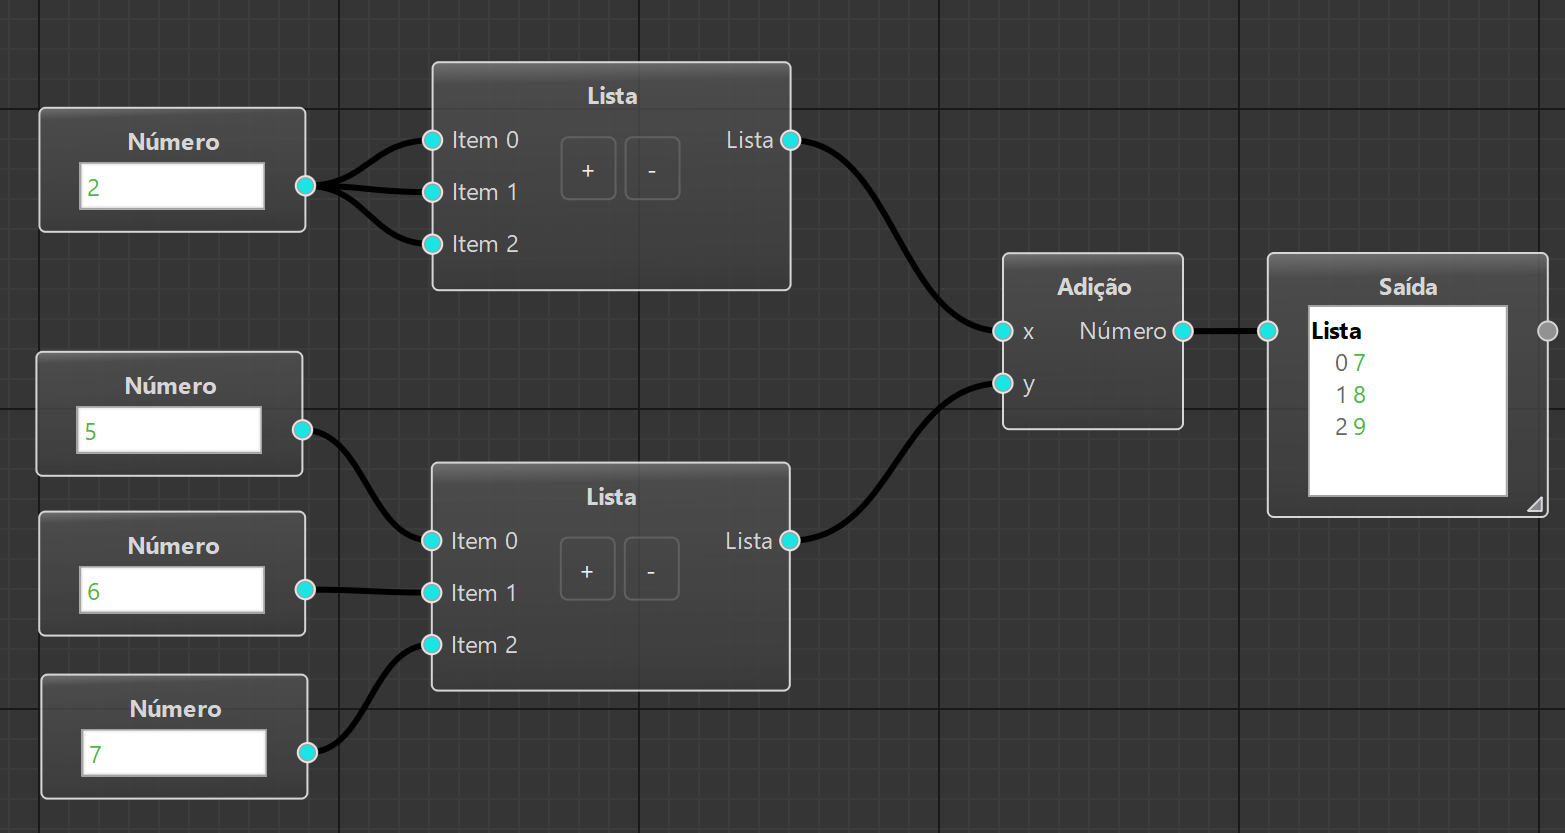 Número
2
Lista
Item 0
Item 1
Item 2
+
-
Lista
Número
5
Número
6
Número
7
Lista
Item 0
Item 1
Item 2
+
-
Lista
Adição
x
y
Número
Saída
Lista
0 7
1 8
2 9